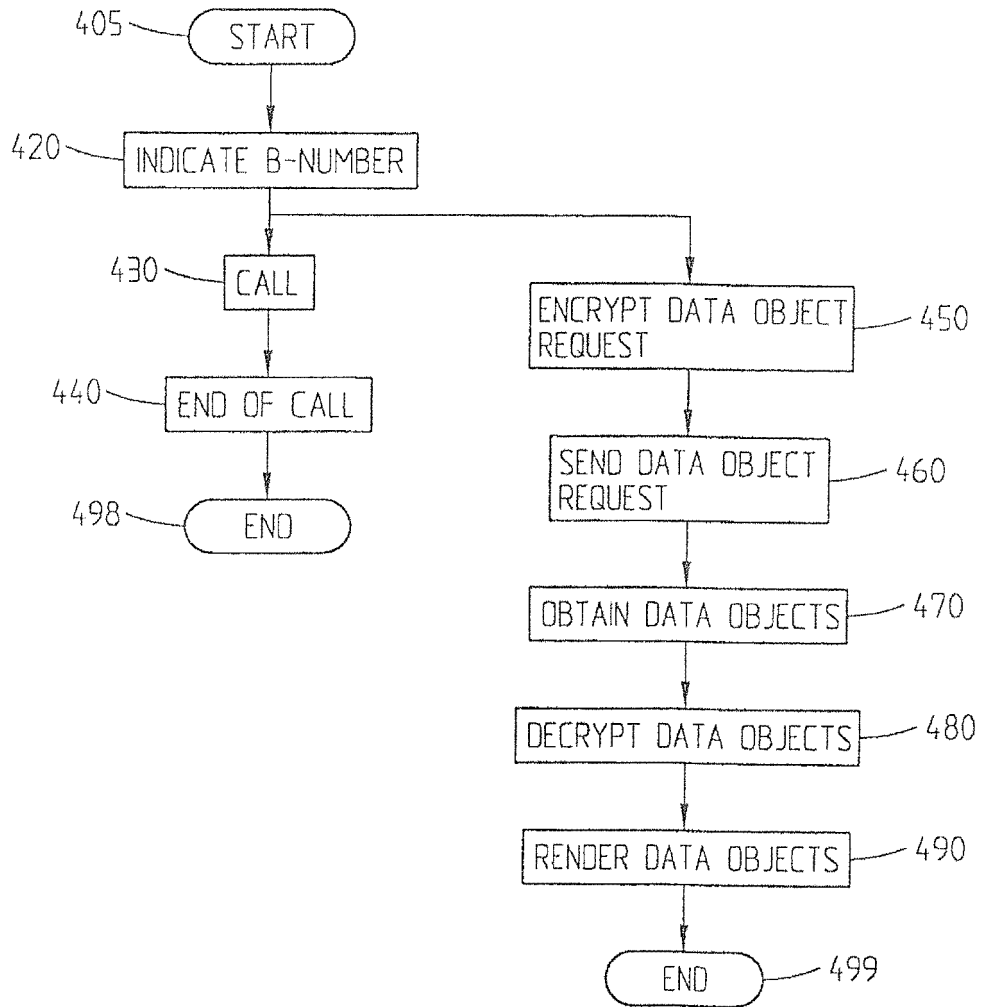 405
START
420
INDICATE B-NUMBER
430
CALL
440
END OF CALL
498
END
ENCRYPT DATA OBJECT
REQUEST
450
SEND DATA OBJECT
REQUEST
460
OBTAIN DATA OBJECTS
470
DECRYPT DATA OBJECTS
480
RENDER DATA OBJECTS
490
END
499